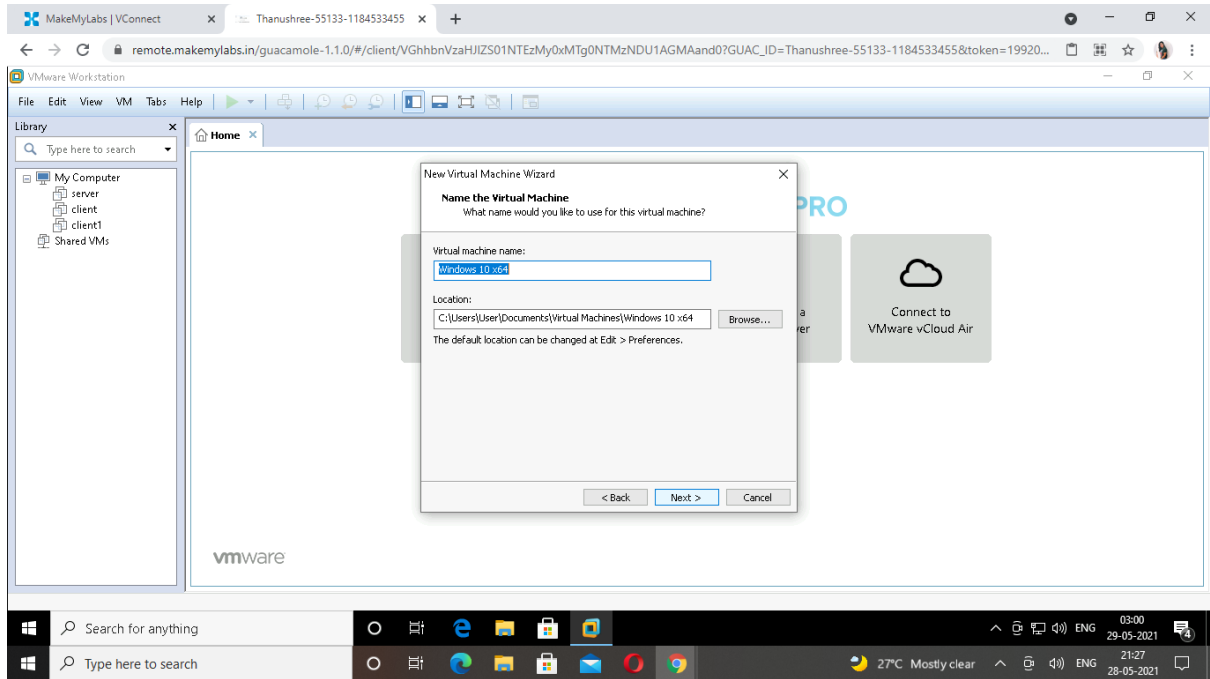 MakeMyLabs | VConnect
Thanushree-55133-1184533455
remote.makemylabs.in/guacamole-1.1.0/#/client/VGhhbnVzaHJlZS01NTEzMy0xMTg0NTMzNDU1AGMAand0?GUAC_ID=Thanushree-55133-1184533455&token=19920...
VMware Workstation
File Edit View VM Tabs Help
Library
Type here to search
My Computer
server
client
client1
Shared VMs
Home
PRO
New Virtual Machine Wizard
Name the Virtual Machine
What name would you like to use for this virtual machine?
Virtual machine name:
Windows 10 x64
Location:
C:\Users\User\Documents\Virtual Machines\Windows 10 x64
Browse...
The default location can be changed at Edit > Preferences.
< Back Next > Cancel
a
ver
Connect to
VMware vCloud Air
vmware
Search for anything
ENG
03:00
29-05-2021
4
Type here to search
27°C Mostly clear
ENG
21:27
28-05-2021